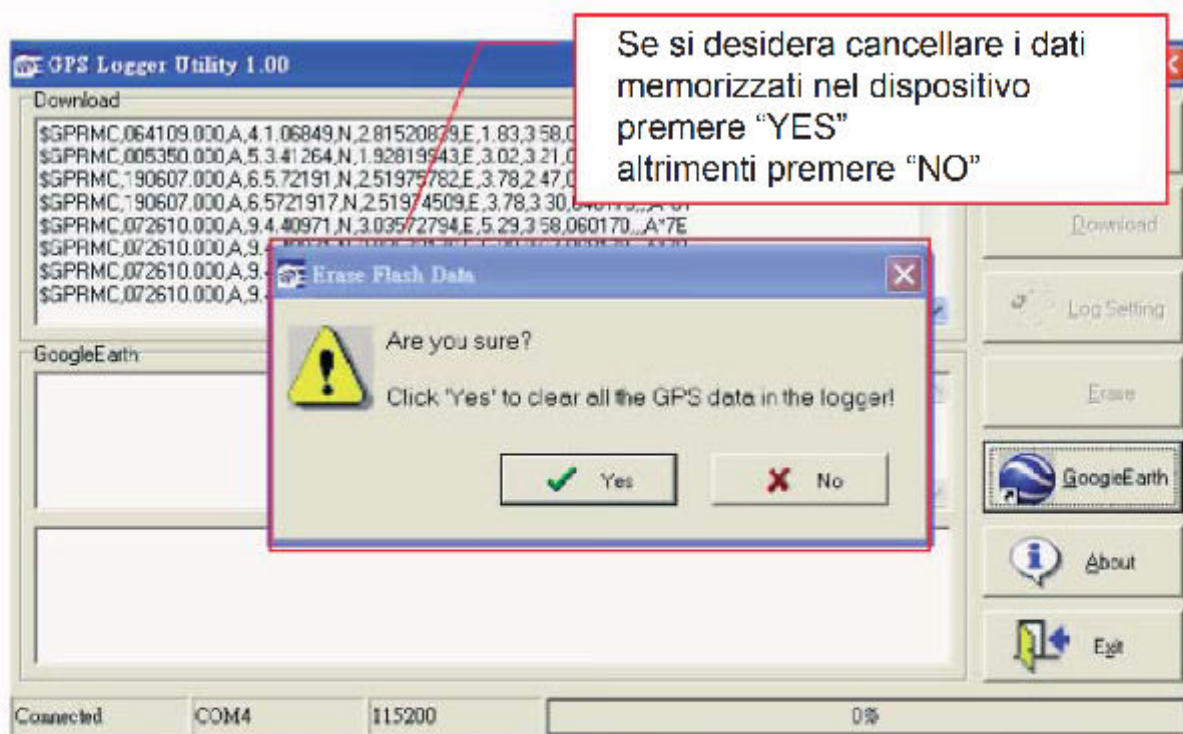 GPS Logger Utility 1.00
Se si desidera cancellare i dati
memorizzati nel dispositivo
premere “YES”
altrimenti premere “NO”
Download
$GPRMC,064109.000,A,4.1.06849,N,2.81520839,E,1.83,3 58,0
$GPRMC,005350.000,A,5.3.41264,N,1.92819943,E,3.02,3 21,0
$GPRMC,190607.000,A,6.5.72191,N,2.51975782,E,3.78,2 47,0
$GPRMC,190607.000,A,6.5721917,N,2.51974509,E,3.78,3 30,
$GPRMC,072610.000,A,9.4.40971,N,3.03572794,E,5.29,3 58,060170,,,A*7E
$GPRMC,072610.000,A,9.4
$GPRMC,072610.000,A,9.4
$GPRMC,072610.000,A,9.4
Download
Log Setting
Erase
GoogleEarth
About
Exit
Erase Flash Data
Are you sure?
Click 'Yes' to clear all the GPS data in the logger!
Yes
No
GoogleEarth
Connected
COM4
115200
0%